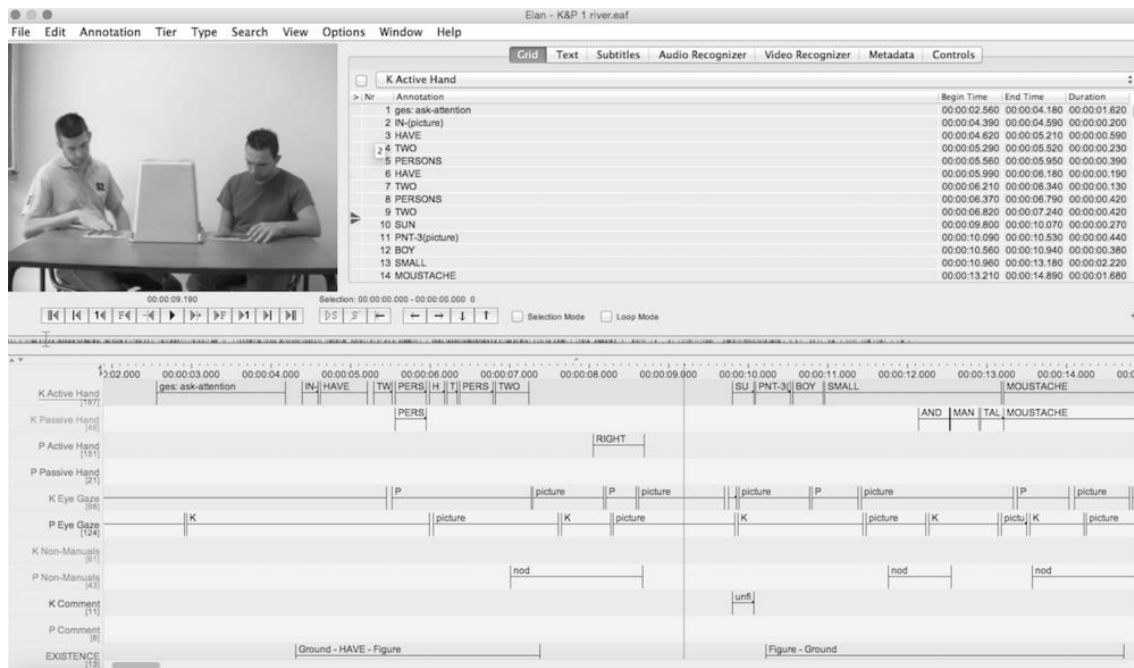 Elan - K&P 1 river.eaf
File Edit Annotation Tier Type Search View Options Window Help
Grid Text Subtitles Audio Recognizer Video Recognizer Metadata Controls
K Active Hand
> Nr Annotation Begin Time End Time Duration
1 ges: ask-attention 00:00:02.560 00:00:04.180 00:00:01.620
2 IN-(picture) 00:00:04.390 00:00:04.590 00:00:00.200
3 HAVE 00:00:04.620 00:00:05.210 00:00:00.590
2 4 TWO 00:00:05.290 00:00:05.520 00:00:00.230
5 PERSONS 00:00:05.560 00:00:05.950 00:00:00.390
6 HAVE 00:00:05.990 00:00:06.180 00:00:00.190
7 TWO 00:00:06.210 00:00:06.340 00:00:00.130
8 PERSONS 00:00:06.370 00:00:06.790 00:00:00.420
9 TWO 00:00:06.820 00:00:07.240 00:00:00.420
10 SUN 00:00:09.800 00:00:10.070 00:00:00.270
11 PNT-3(picture) 00:00:10.090 00:00:10.530 00:00:00.440
12 BOY 00:00:10.560 00:00:10.940 00:00:00.380
13 SMALL 00:00:10.960 00:00:13.180 00:00:02.220
14 MOUSTACHE 00:00:13.210 00:00:14.890 00:00:01.680
00:00:09.190 Selection: 00:00:00.000 - 00:00:00.000 0
Selection Mode Loop Mode
0:02.000 00:00:03.000 00:00:04.000 00:00:05.000 00:00:06.000 00:00:07.000 00:00:08.000 00:00:09.000 00:00:10.000 00:00:11.000 00:00:12.000 00:00:13.000 00:00:14.000 00:0
K Active Hand ges: ask-attention IN- HAVE TW PERS H T PERS TWO SU PNT-3( BOY SMALL MOUSTACHE
[187]
K Passive Hand PERS AND MAN TAL MOUSTACHE
[48]
P Active Hand RIGHT
[151]
P Passive Hand
[21]
K Eye Gaze P picture P picture picture P picture P picture
[98]
P Eye Gaze K picture K picture K picture K pictu K picture
[124]
K Non-Manuals
[61]
P Non-Manuals nod nod nod
[43]
K Comment unfi
[11]
P Comment
[8]
EXISTENCE Ground - HAVE - Figure Figure - Ground
[13]